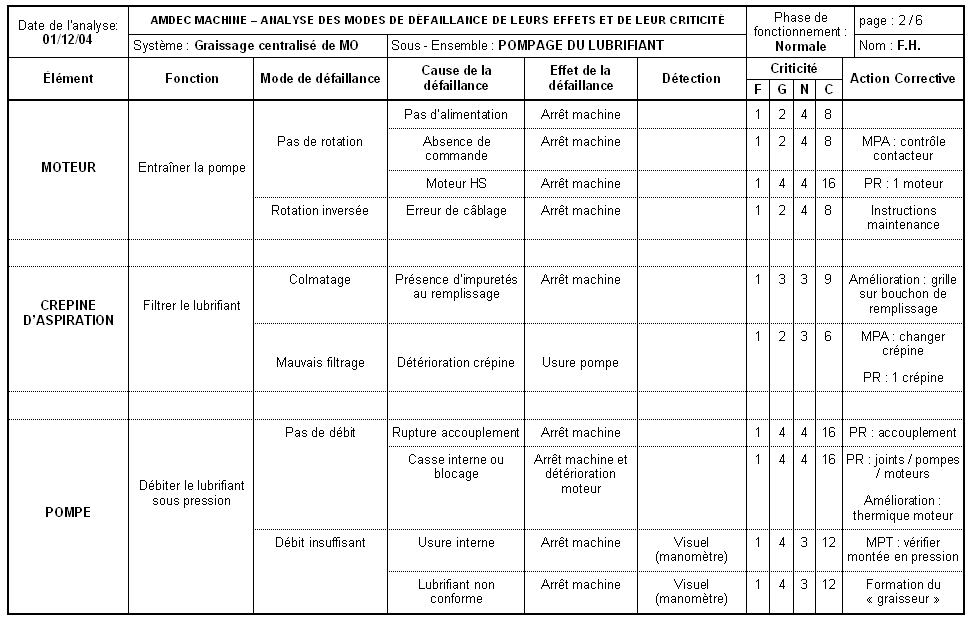 Date de l'analyse:
01/12/04
AMDEC MACHINE – ANALYSE DES MODES DE DÉFAILLANCE DE LEURS EFFETS ET DE LEUR CRITICITÉ
Système : Graissage centralisé de MO
Sous - Ensemble : POMPAGE DU LUBRIFIANT
Phase de
fonctionnement :
Normale
page : 2 / 6
Nom : F.H.
Élément
Fonction
Mode de défaillance
Cause de la
défaillance
Effet de la
défaillance
Détection
Criticité
F G N C
Action Corrective
MOTEUR
Entraîner la pompe
Pas de rotation
Pas d'alimentation
Arrêt machine
1 2 4 8
Absence de
commande
Arrêt machine
1 2 4 8
MPA : contrôle
contacteur
Moteur HS
Arrêt machine
1 4 4 16
PR : 1 moteur
Rotation inversée
Erreur de câblage
Arrêt machine
1 2 4 8
Instructions
maintenance
CREPINE
D'ASPIRATION
Filtrer le lubrifiant
Colmatage
Présence d'impuretés
au remplissage
Arrêt machine
1 3 3 9
Amélioration : grille
sur bouchon de
remplissage
Mauvais filtrage
Détérioration crépine
Usure pompe
1 2 3 6
MPA : changer
crépine
PR : 1 crépine
POMPE
Débiter le lubrifiant
sous pression
Pas de débit
Rupture accouplement
Arrêt machine
1 4 4 16
PR : accouplement
Casse interne ou
blocage
Arrêt machine et
détérioration
moteur
1 4 4 16
PR : joints / pompes
/ moteurs
Amélioration :
thermique moteur
Débit insuffisant
Usure interne
Arrêt machine
Visuel
(manomètre)
1 4 3 12
MPT : vérifier
montée en pression
Lubrifiant non
conforme
Arrêt machine
Visuel
(manomètre)
1 4 3 12
Formation du
« graisseur »